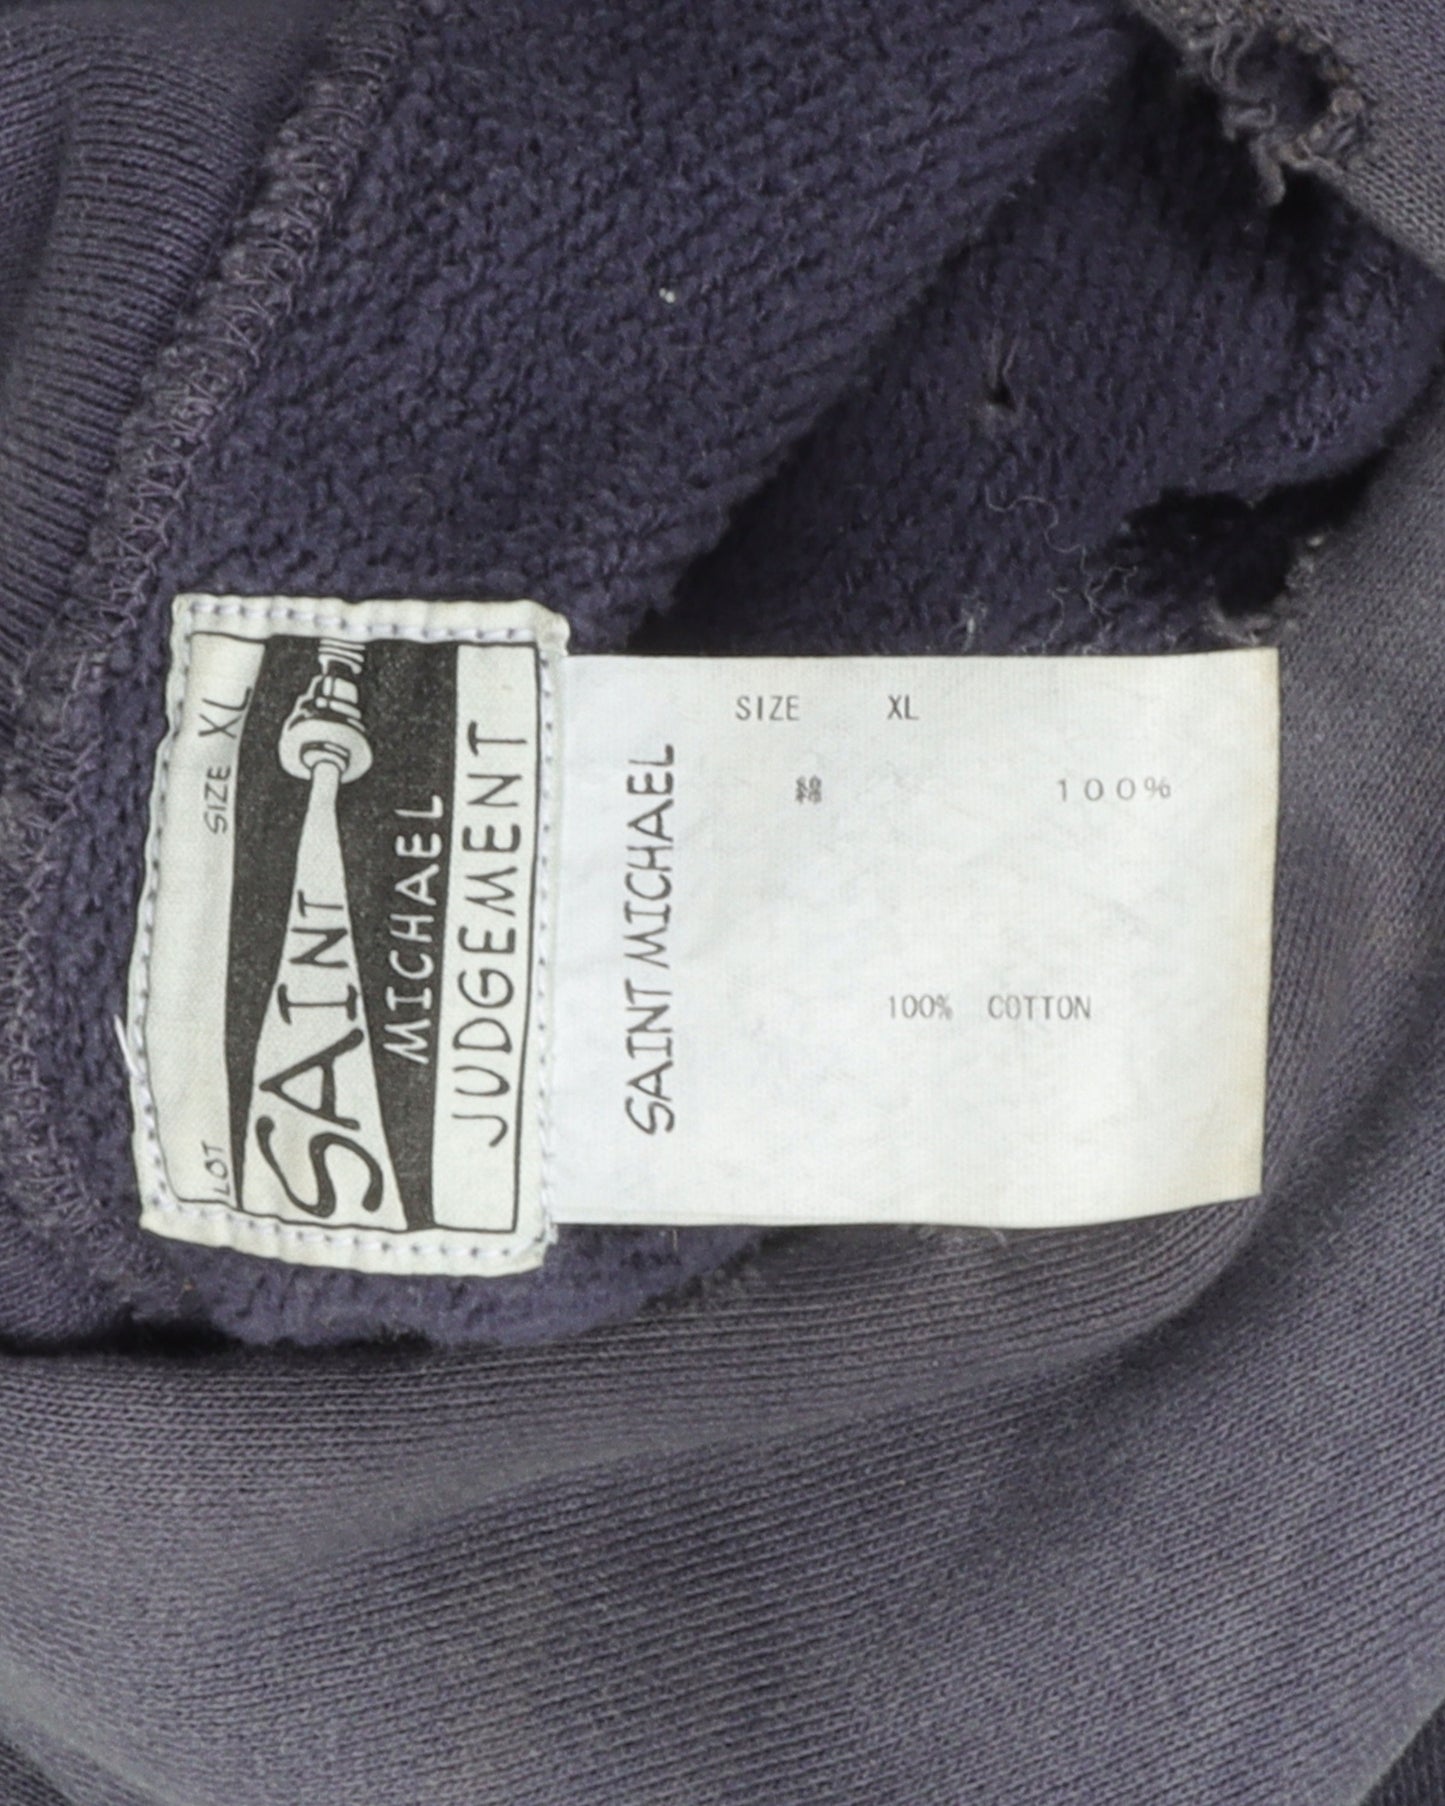 SIZE XL
LOT
SAINT
MICHAEL
JUDGEMENT
SAINT MICHAEL
SIZE XL
綿 100%
100% COTTON